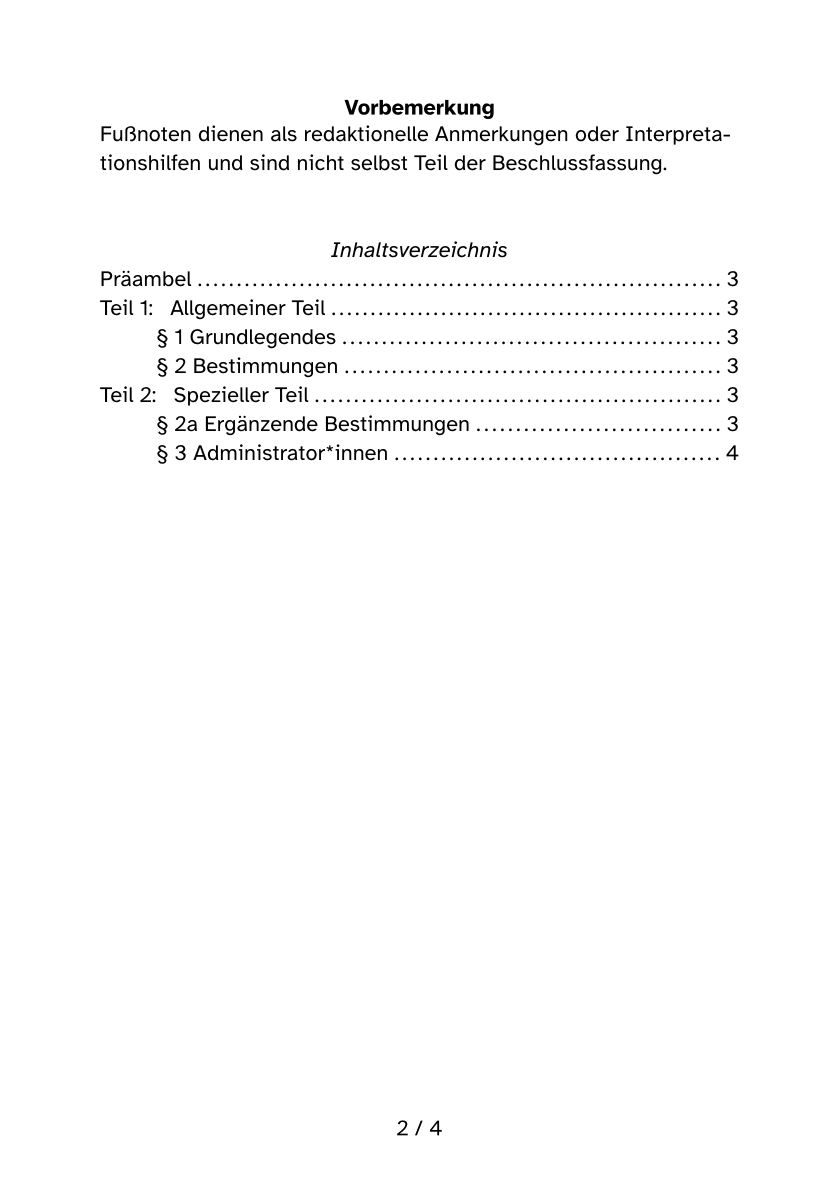 Vorbemerkung
Fußnoten dienen als redaktionelle Anmerkungen oder Interpreta-
tionshilfen und sind nicht selbst Teil der Beschlussfassung.
Inhaltsverzeichnis
Präambel ................................................................... 3
Teil 1: Allgemeiner Teil .................................................. 3
§ 1 Grundlegendes ................................................ 3
§ 2 Bestimmungen ................................................ 3
Teil 2: Spezieller Teil .................................................... 3
§ 2a Ergänzende Bestimmungen ............................... 3
§ 3 Administrator*innen .......................................... 4
2 / 4